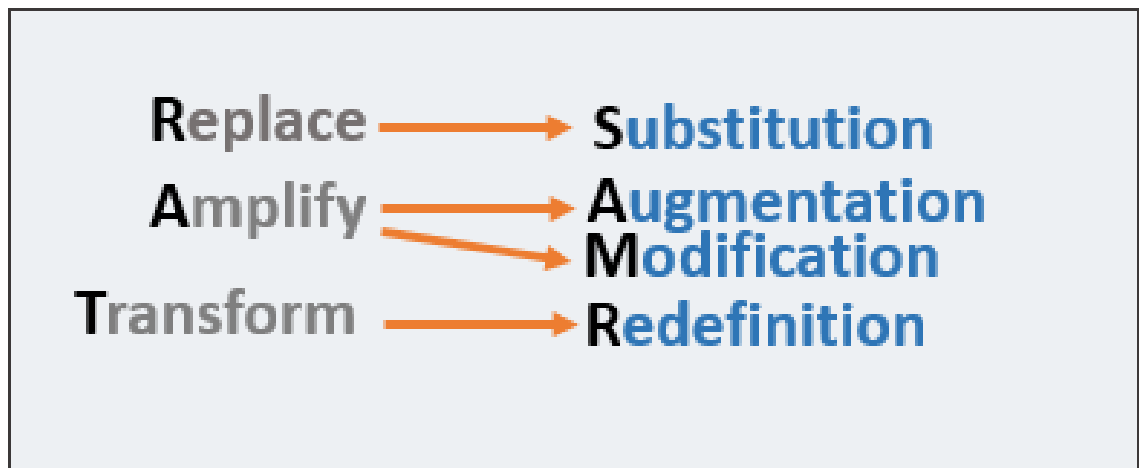 Replace Substitution
Amplify Augmentation
Modification
Transform Redefinition